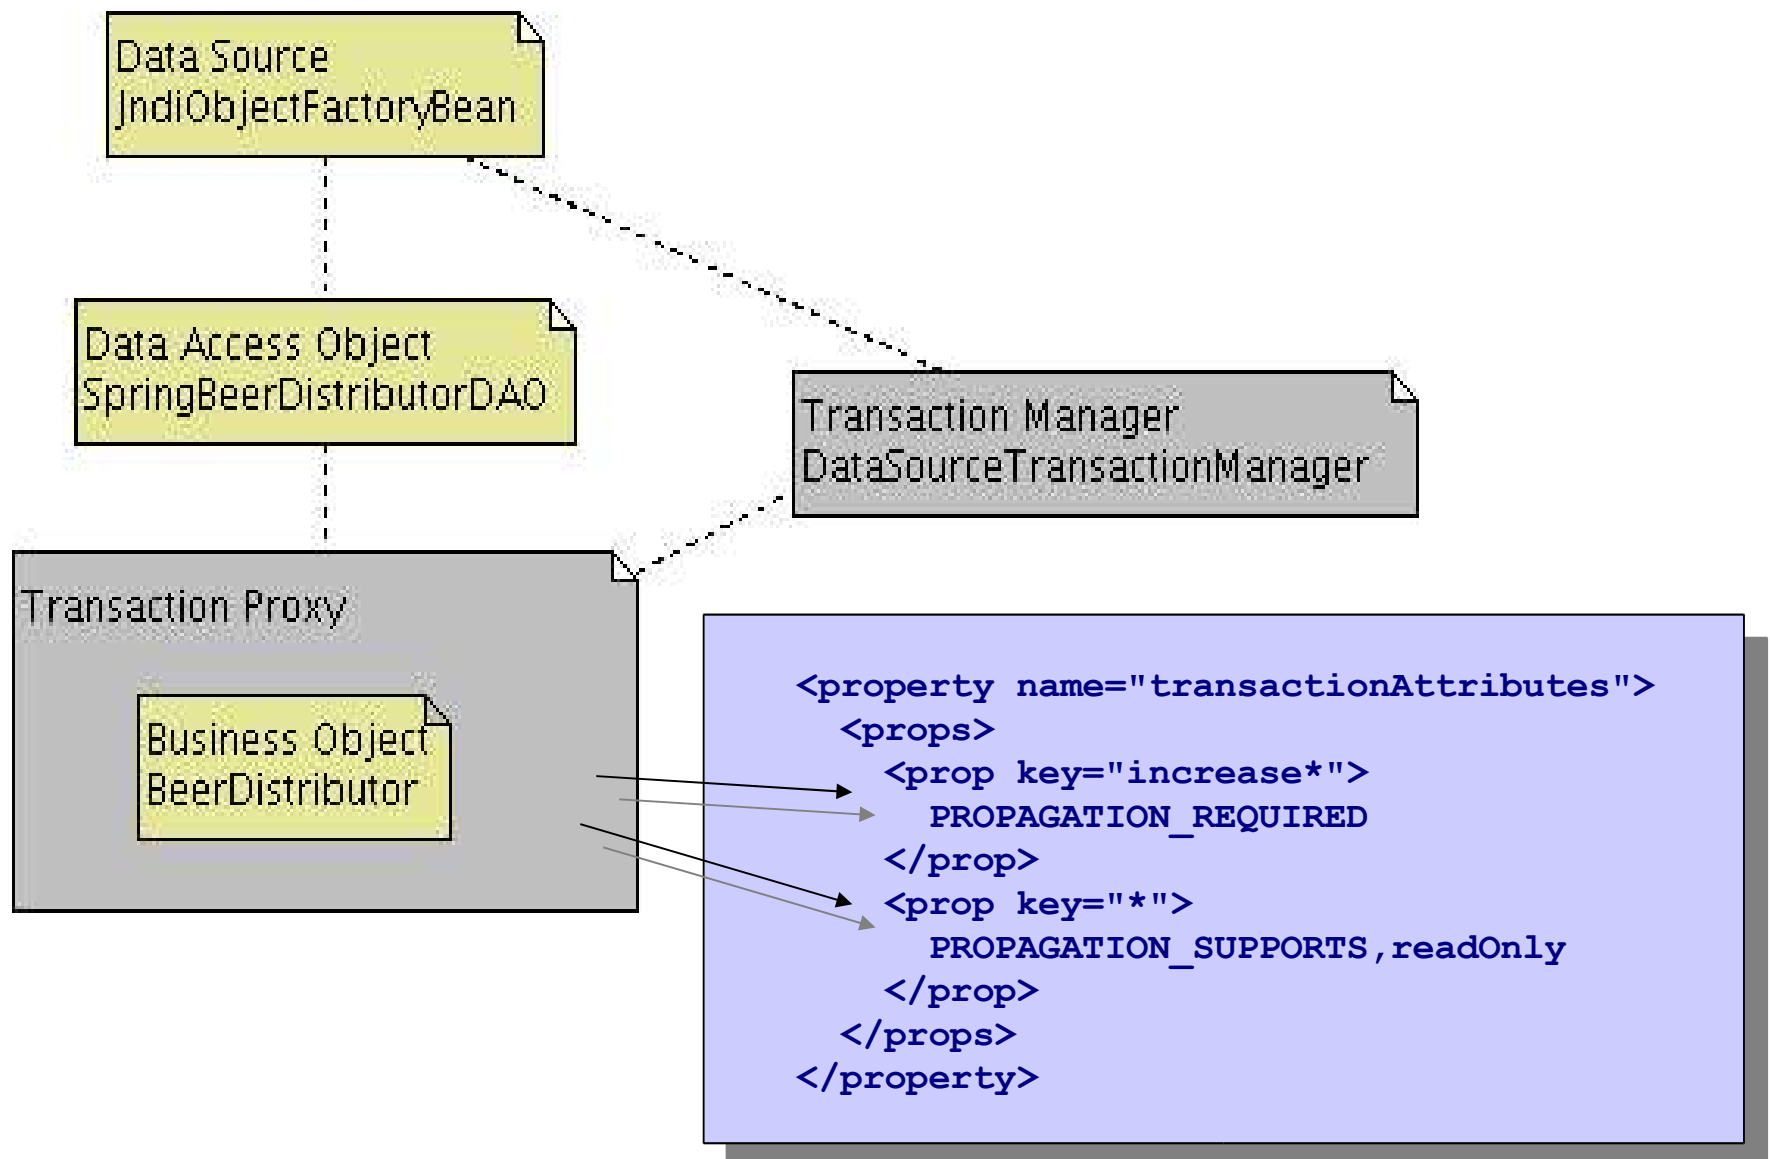 Data Source
JndiObjectFactoryBean
Data Access Object
SpringBeerDistributorDAO
Transaction Manager
DataSourceTransactionManager
Transaction Proxy
Business Object
BeerDistributor
<property name="transactionAttributes">
<props>
<prop key="increase*">
PROPAGATION_REQUIRED
</prop>
<prop key="*">
PROPAGATION_SUPPORTS,readOnly
</prop>
</props>
</property>